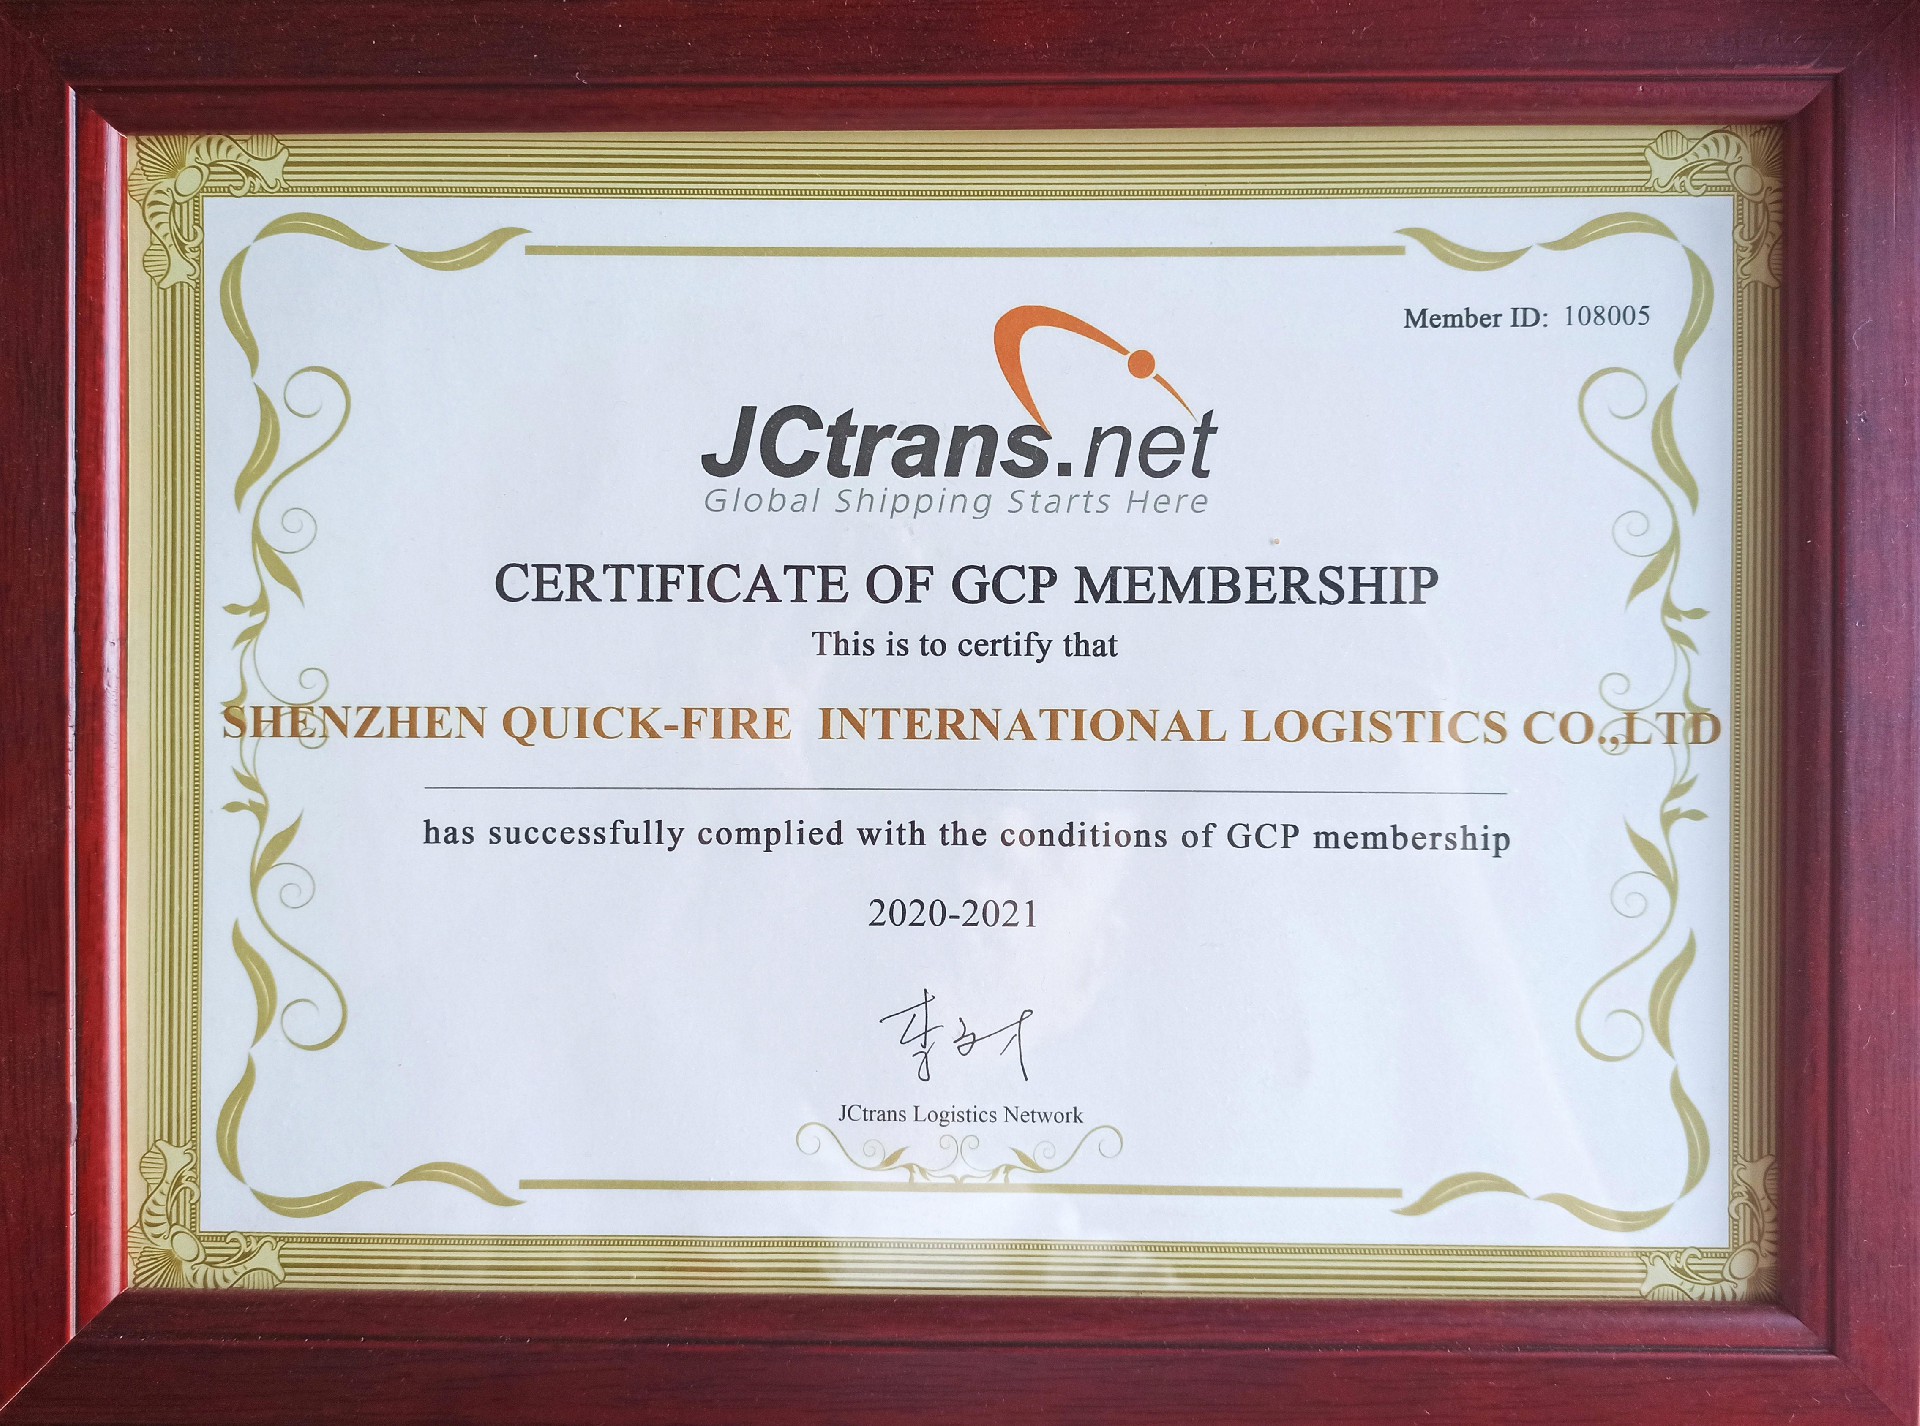 Member ID: 108005
JCtrans.net
Global Shipping Starts Here
CERTIFICATE OF GCP MEMBERSHIP
This is to certify that
SHENZHEN QUICK-FIRE INTERNATIONAL LOGISTICS CO.,LTD
has successfully complied with the conditions of GCP membership
2020-2021
JCtrans Logistics Network